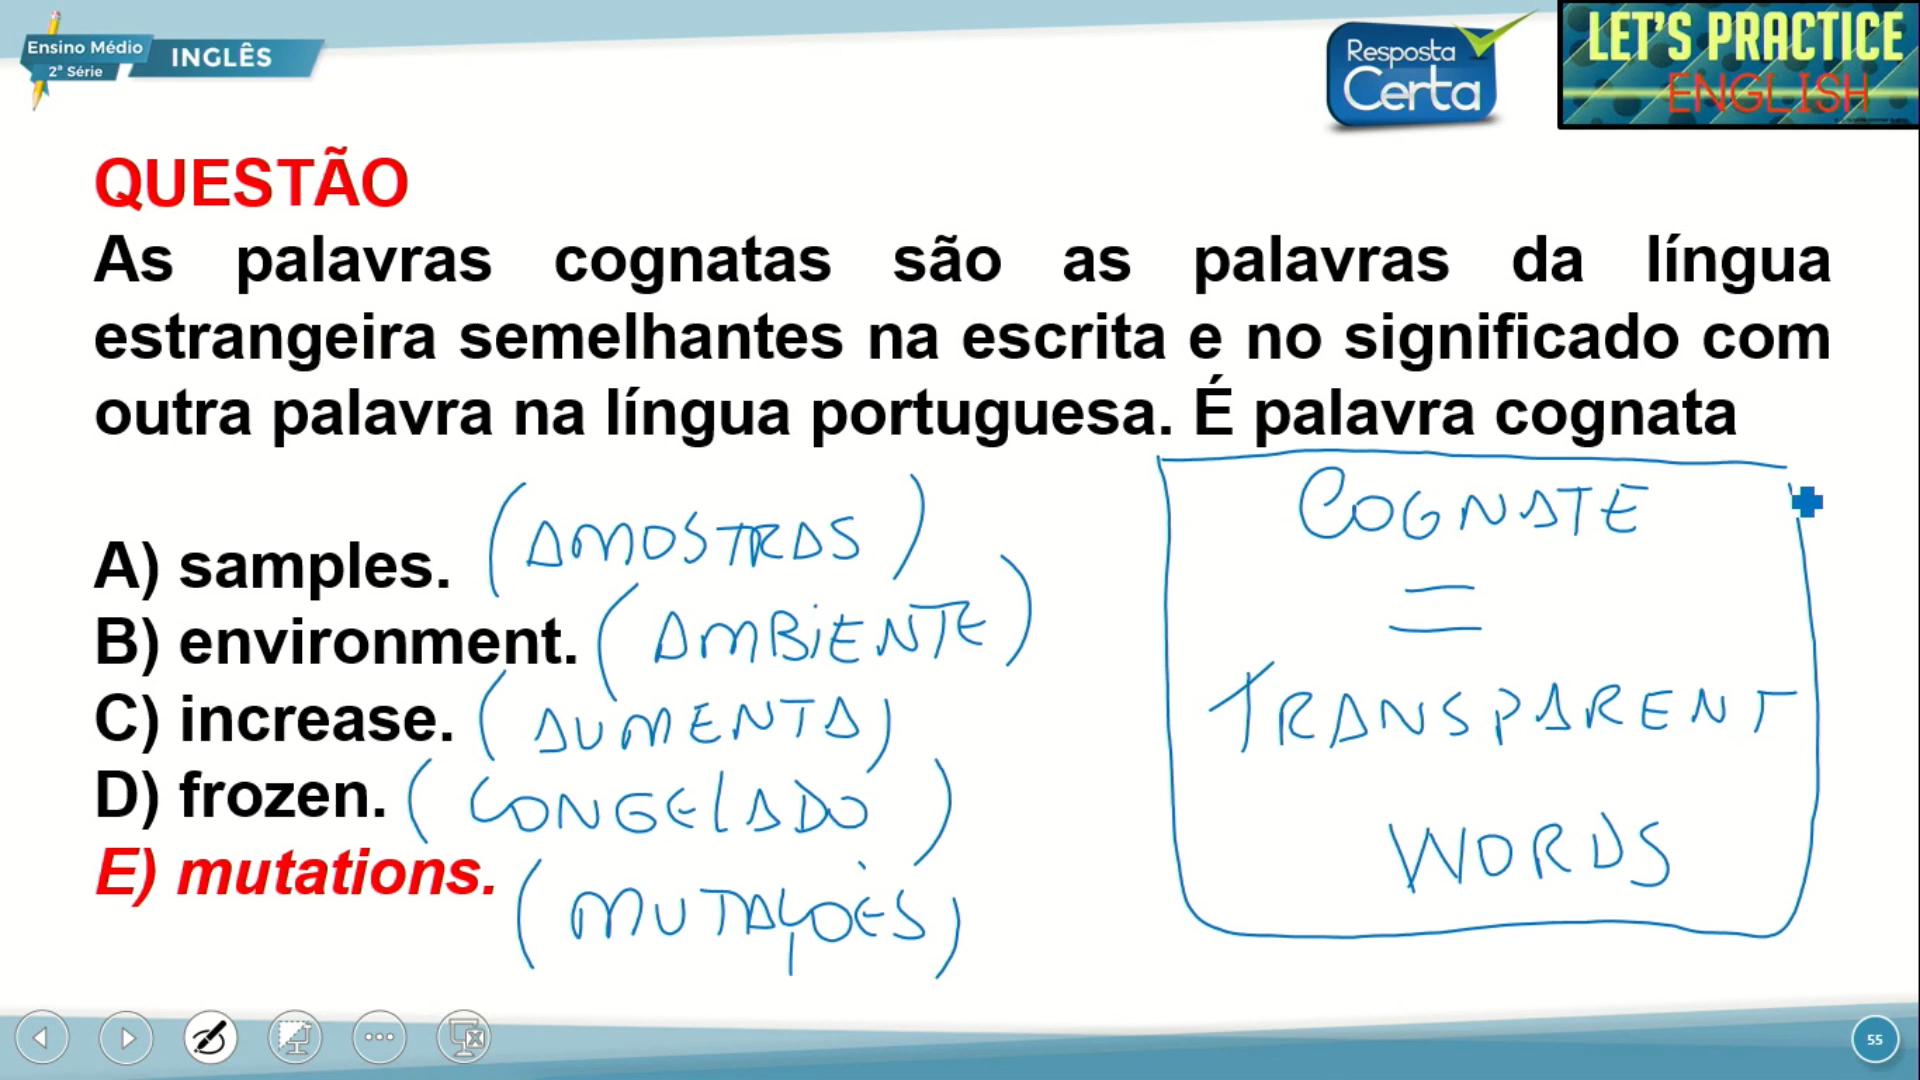 Ensino Médio
2ª Série
INGLÊS
Resposta
Certa
LET'S PRACTICE
ENGLISH
QUESTÃO
As palavras cognatas são as palavras da língua
estrangeira semelhantes na escrita e no significado com
outra palavra na língua portuguesa. É palavra cognata
A) samples. (AMOSTRAS)
B) environment. (AMBIENTE)
C) increase. (AUMENTA)
D) frozen. (CONGELADO)
E) mutations. (MUTAÇÕES)
COGNATE
=
TRANSPARENT
WORDS
55